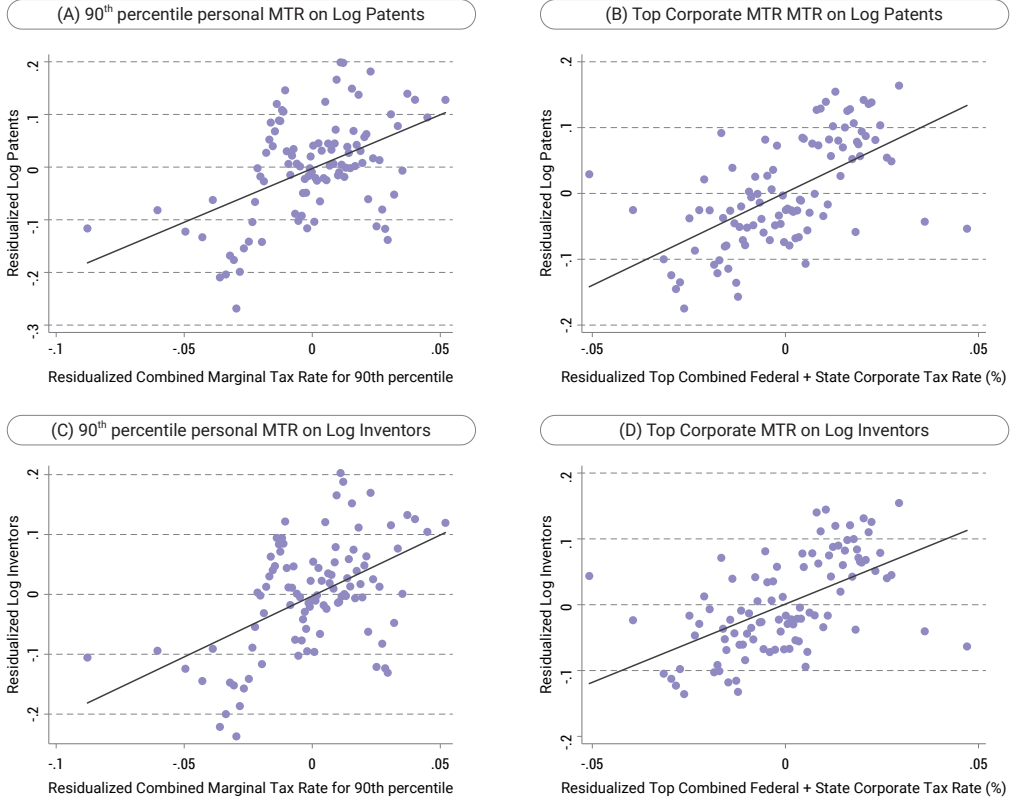 (A) 90th percentile personal MTR on Log Patents
Residualized Log Patents
.2
.1
0
-.1
-.2
-.3
-.1
-.05
0
.05
Residualized Combined Marginal Tax Rate for 90th percentile
(B) Top Corporate MTR MTR on Log Patents
Residualized Log Patents
.2
.1
0
-.1
-.2
-.05
0
.05
Residualized Top Combined Federal + State Corporate Tax Rate (%)
(C) 90th percentile personal MTR on Log Inventors
Residualized Log Inventors
.2
.1
0
-.1
-.2
-.1
-.05
0
.05
Residualized Combined Marginal Tax Rate for 90th percentile
(D) Top Corporate MTR on Log Inventors
Residualized Log Inventors
.2
.1
0
-.1
-.2
-.05
0
.05
Residualized Top Combined Federal + State Corporate Tax Rate (%)